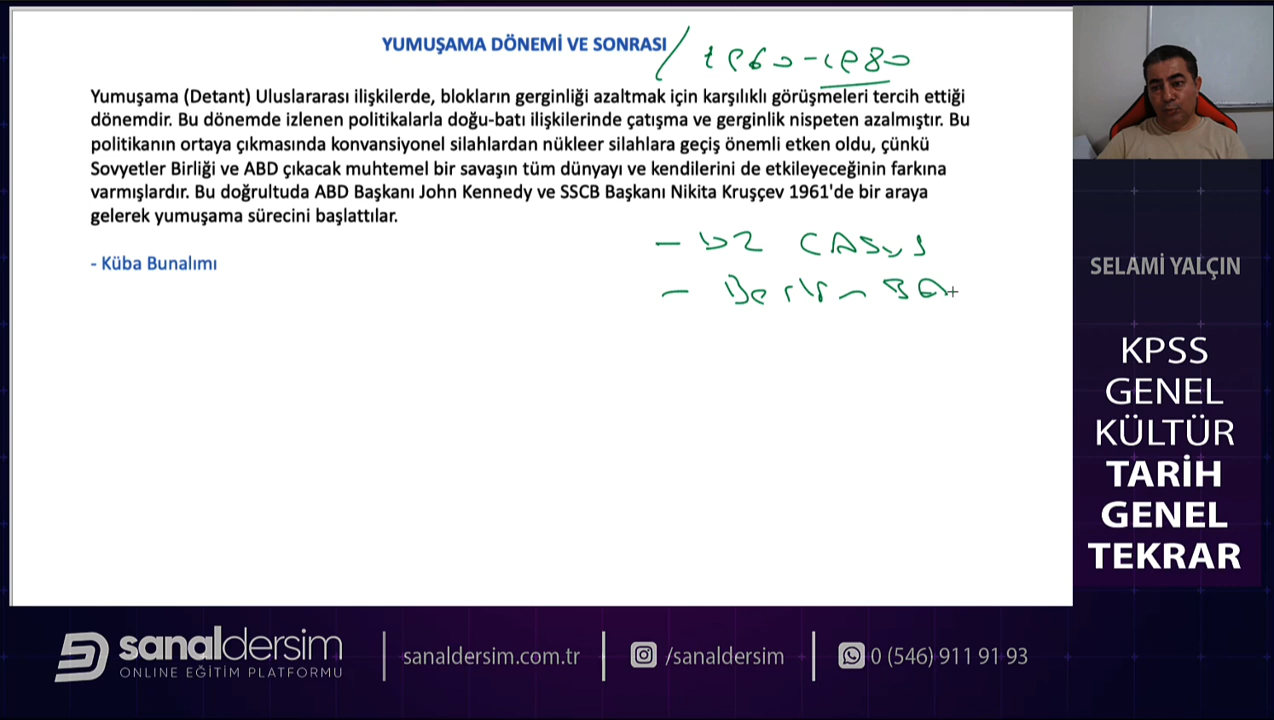 YUMUŞAMA DÖNEMİ VE SONRASI / 1960-1980
Yumuşama (Detant) Uluslararası ilişkilerde, blokların gerginliği azaltmak için karşılıklı görüşmeleri tercih ettiği
dönemdir. Bu dönemde izlenen politikalarla doğu-batı ilişkilerinde çatışma ve gerginlik nispeten azalmıştır. Bu
politikanın ortaya çıkmasında konvansiyonel silahlardan nükleer silahlara geçiş önemli etken oldu, çünkü
Sovyetler Birliği ve ABD çıkacak muhtemel bir savaşın tüm dünyayı ve kendilerini de etkileyeceğinin farkına
varmışlardır. Bu doğrultuda ABD Başkanı John Kennedy ve SSCB Başkanı Nikita Kruşçev 1961'de bir araya
gelerek yumuşama sürecini başlattılar.
- Küba Bunalımı
- Berlin
SELAMİ YALÇIN
KPSS
GENEL
KÜLTÜR
TARİH
GENEL
TEKRAR
sanaldersim
ONLINE EĞİTİM PLATFORMU
sanaldersim.com.tr
/sanaldersim
0 (546) 911 91 93